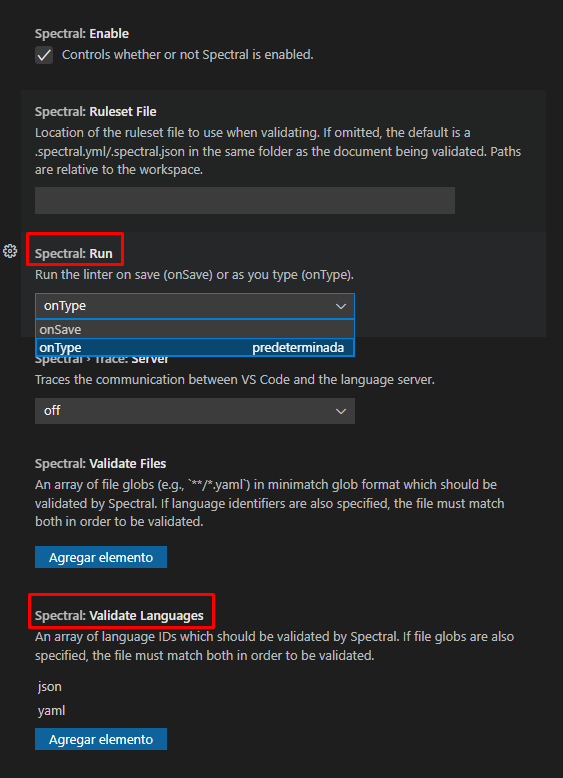 Spectral: Enable
Controls whether or not Spectral is enabled.
Spectral: Ruleset File
Location of the ruleset file to use when validating. If omitted, the default is a
.spectral.yml/.spectral.json in the same folder as the document being validated. Paths
are relative to the workspace.
Spectral: Run
Run the linter on save (onSave) or as you type (onType).
onType
onSave
onType predeterminada
Spectral › Trace: Server
Traces the communication between VS Code and the language server.
off
Spectral: Validate Files
An array of file globs (e.g., `**/*.yaml`) in minimatch glob format which should be
validated by Spectral. If language identifiers are also specified, the file must match
both in order to be validated.
Agregar elemento
Spectral: Validate Languages
An array of language IDs which should be validated by Spectral. If file globs are also
specified, the file must match both in order to be validated.
json
yaml
Agregar elemento